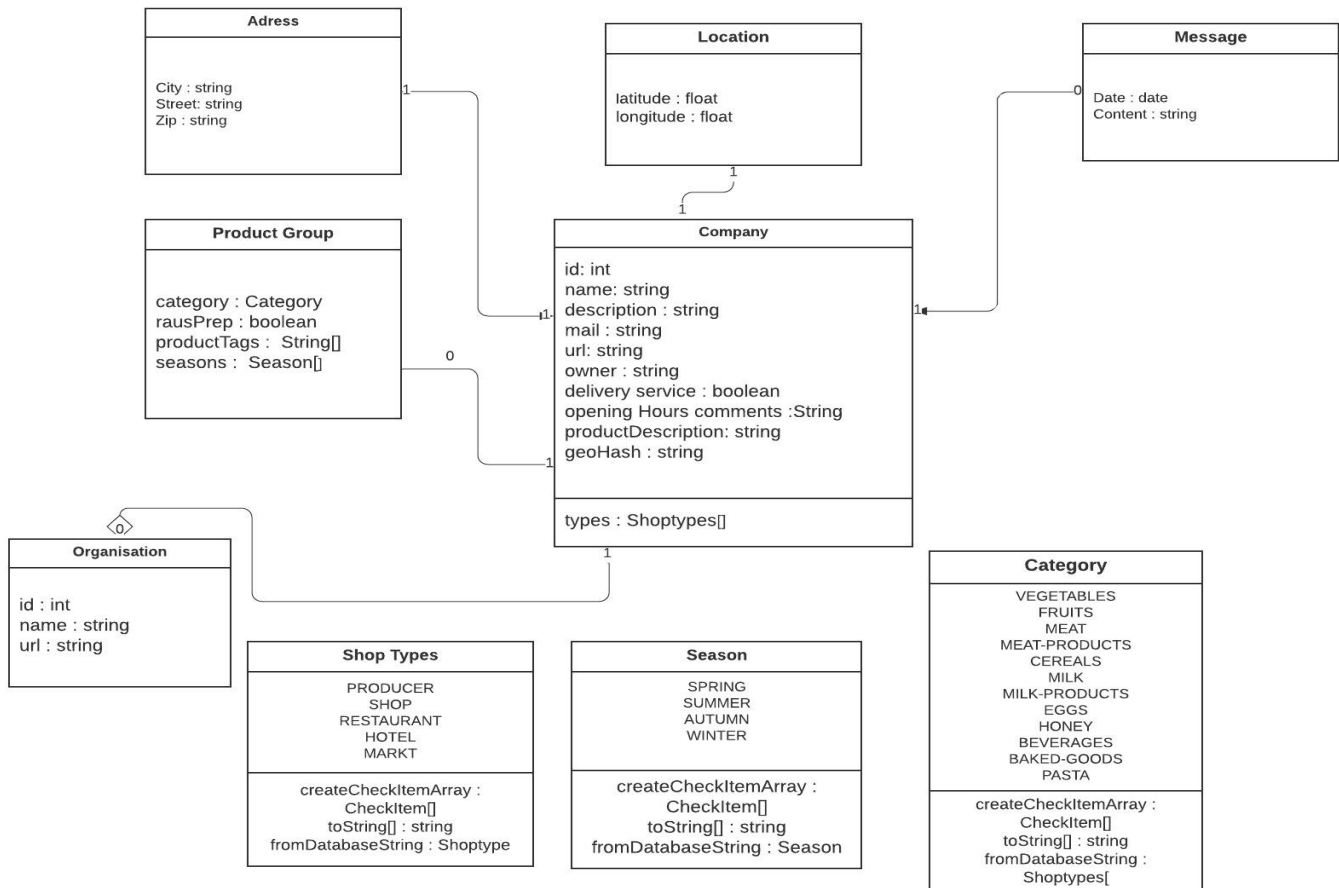 Adress
City : string
Street: string
Zip : string
1
Location
latitude : float
longitude : float
1
1
Message
Date : date
Content : string
0
1
Product Group
category : Category
rausPrep : boolean
productTags :  String[]
seasons :  Season[]
0
1
1
Company
id: int
name: string
description : string
mail : string
url: string
owner : string
delivery service : boolean
opening Hours comments :String
productDescription: string
geoHash : string
types : Shoptypes[]
1
0
Organisation
id : int
name : string
url : string
Shop Types
PRODUCER
SHOP
RESTAURANT
HOTEL
MARKT
createCheckItemArray :
CheckItem[]
toString[] : string
fromDatabaseString : Shoptype
Season
SPRING
SUMMER
AUTUMN
WINTER
createCheckItemArray :
CheckItem[]
toString[] : string
fromDatabaseString : Season
Category
VEGETABLES
FRUITS
MEAT
MEAT-PRODUCTS
CEREALS
MILK
MILK-PRODUCTS
EGGS
HONEY
BEVERAGES
BAKED-GOODS
PASTA
createCheckItemArray :
CheckItem[]
toString[] : string
fromDatabaseString :
Shoptypes[